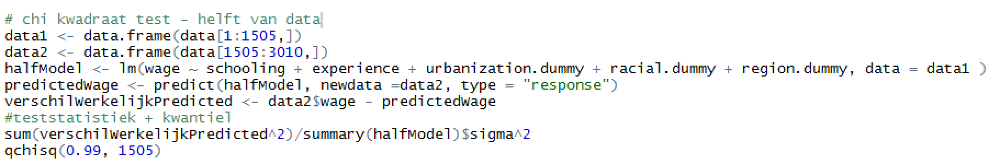 # chi kwadraat test - helft van data
data1 <- data.frame(data[1:1505,])
data2 <- data.frame(data[1505:3010,])
halfModel <- lm(wage ~ schooling + experience + urbanization.dummy + racial.dummy + region.dummy, data = data1 )
predictedWage <- predict(halfModel, newdata =data2, type = "response")
verschilWerkelijkPredicted <- data2$wage - predictedWage
#teststatistiek + kwantiel
sum(verschilWerkelijkPredicted^2)/summary(halfModel)$sigma^2
qchisq(0.99, 1505)